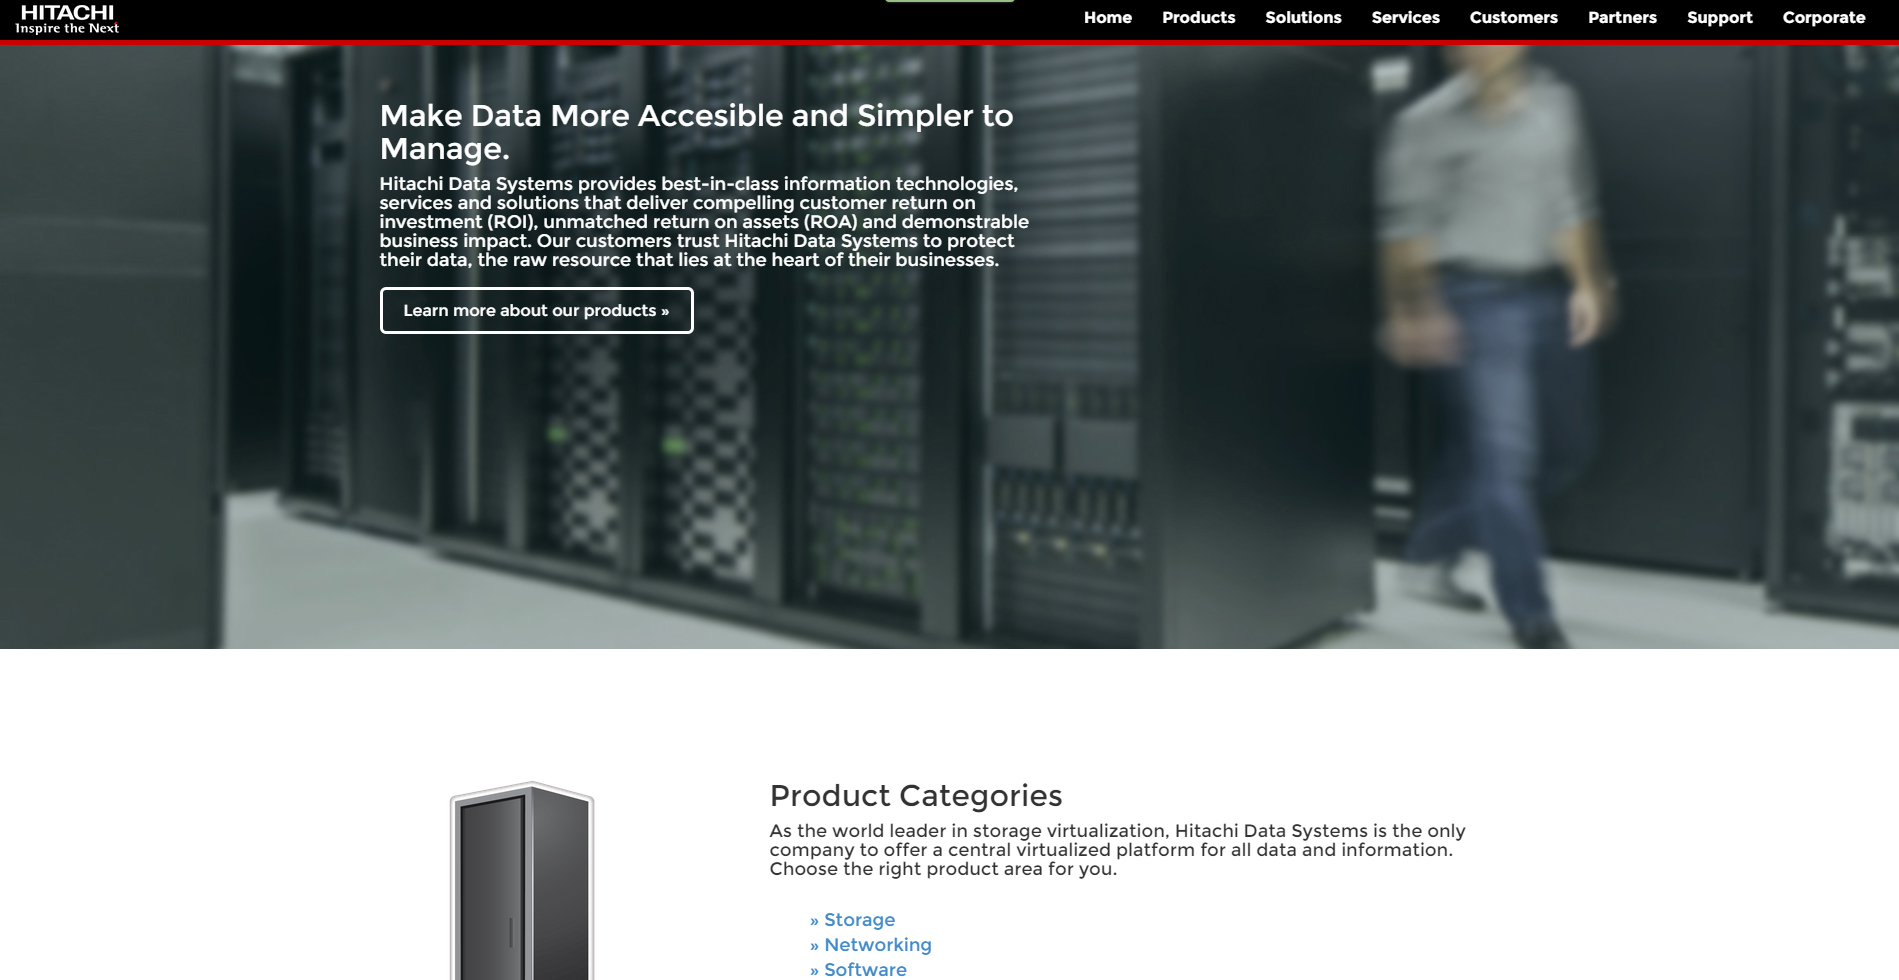 HITACHI
Inspire the Next
Home Products Solutions Services Customers Partners Support Corporate
Make Data More Accesible and Simpler to
Manage.
Hitachi Data Systems provides best-in-class information technologies,
services and solutions that deliver compelling customer return on
investment (ROI), unmatched return on assets (ROA) and demonstrable
business impact. Our customers trust Hitachi Data Systems to protect
their data, the raw resource that lies at the heart of their businesses.
Learn more about our products »
Product Categories
As the world leader in storage virtualization, Hitachi Data Systems is the only
company to offer a central virtualized platform for all data and information.
Choose the right product area for you.
» Storage
» Networking
» Software